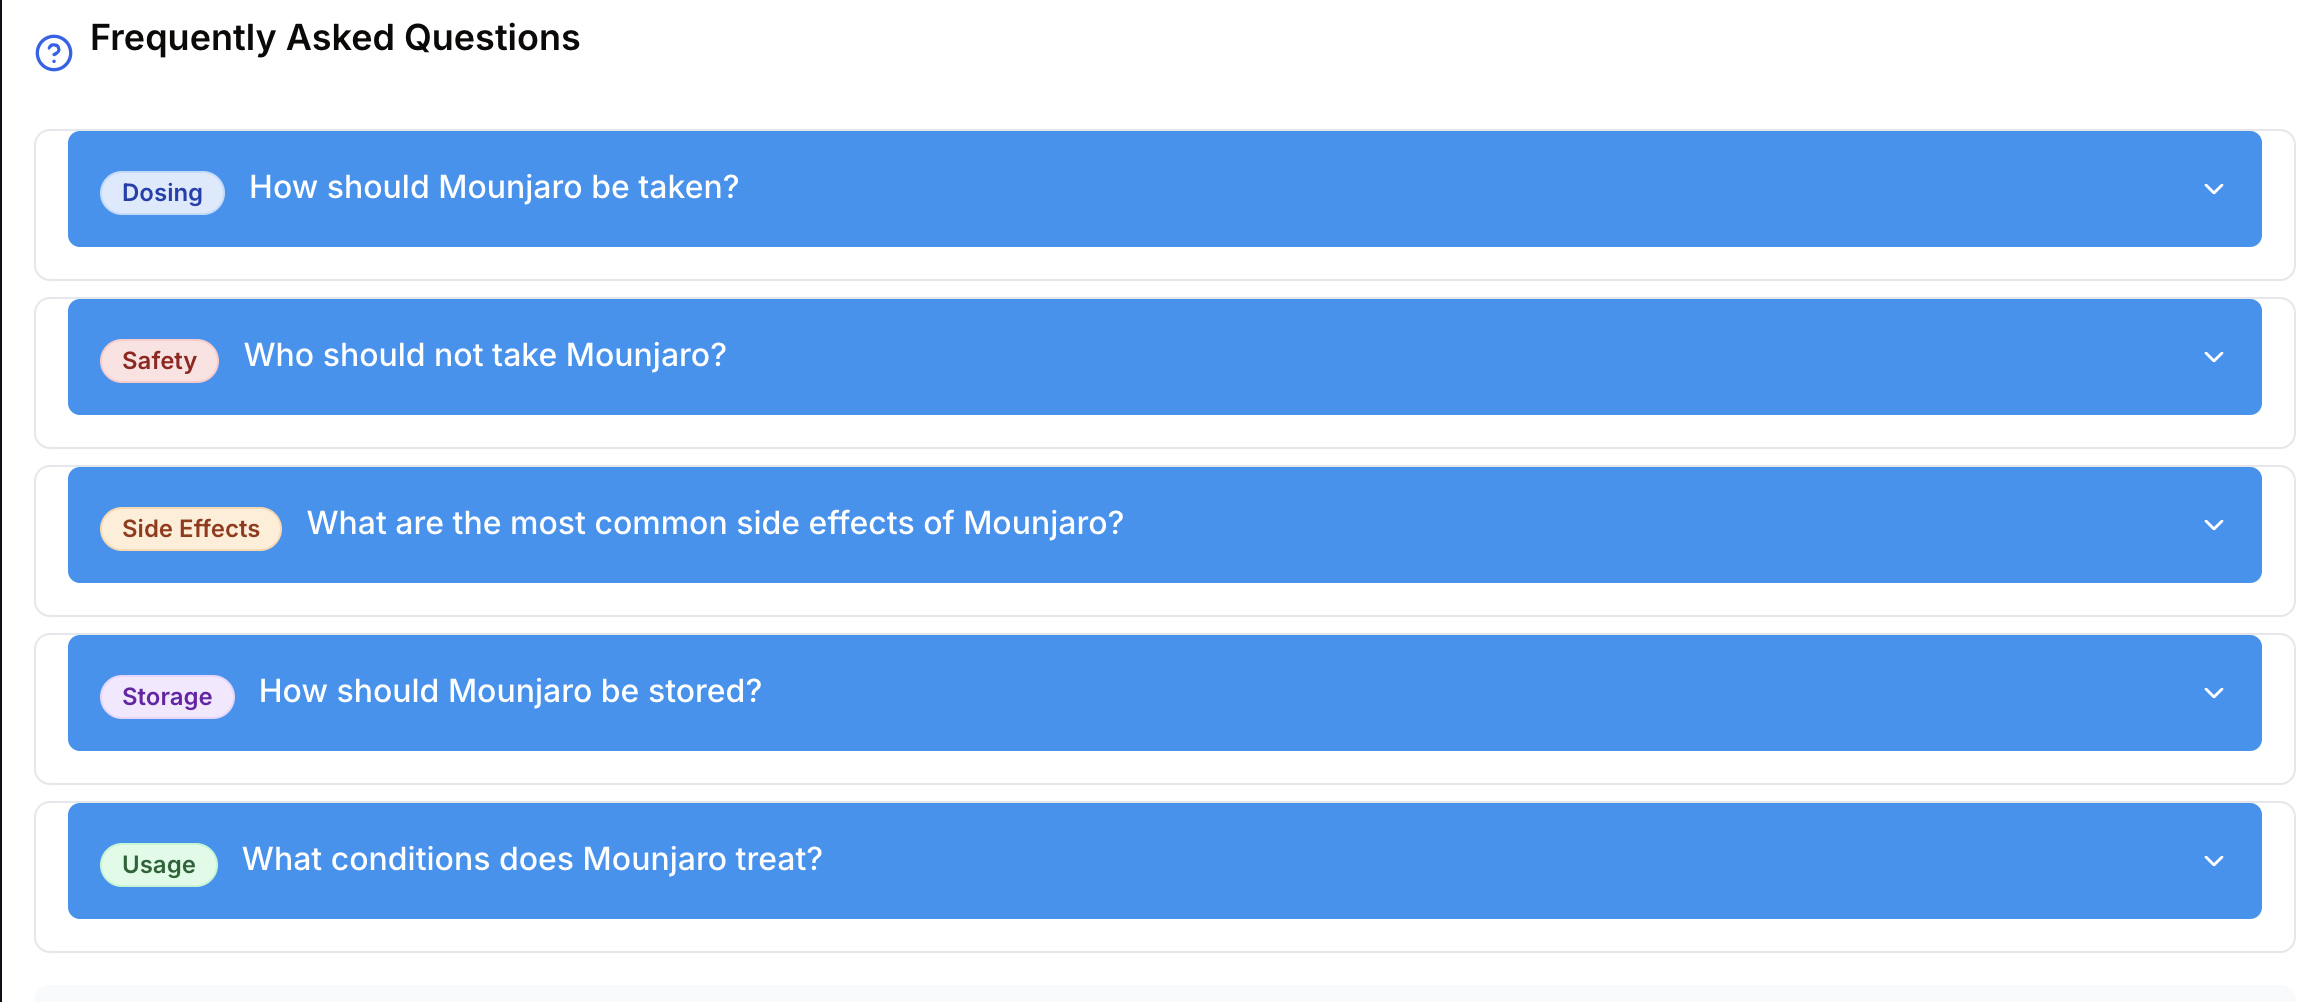 Frequently Asked Questions
Dosing How should Mounjaro be taken?
Safety Who should not take Mounjaro?
Side Effects What are the most common side effects of Mounjaro?
Storage How should Mounjaro be stored?
Usage What conditions does Mounjaro treat?